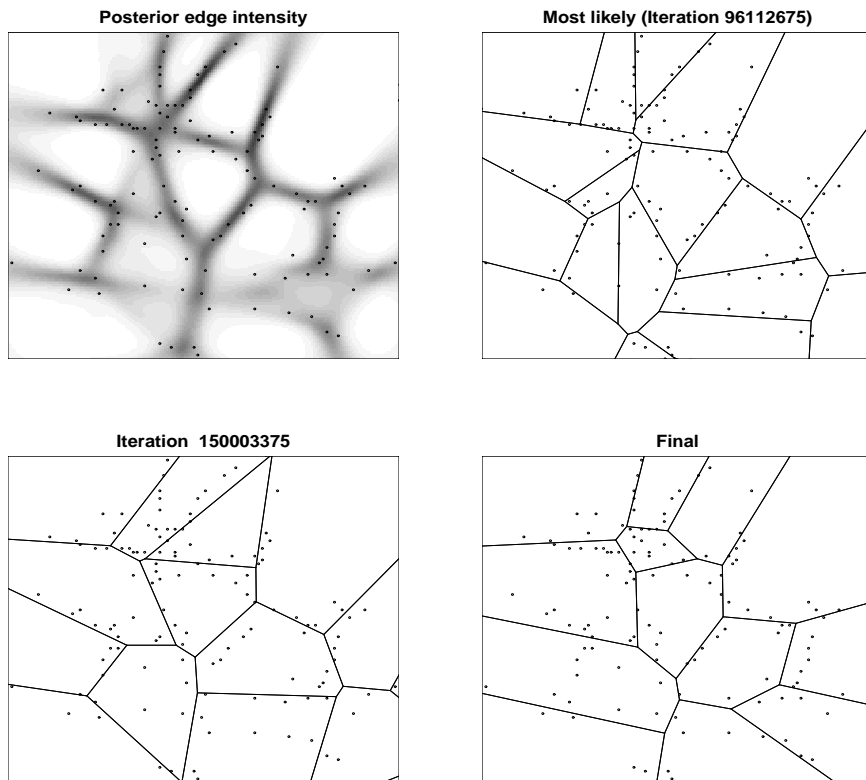 Posterior edge intensity
Most likely (Iteration 96112675)
Iteration  150003375
Final